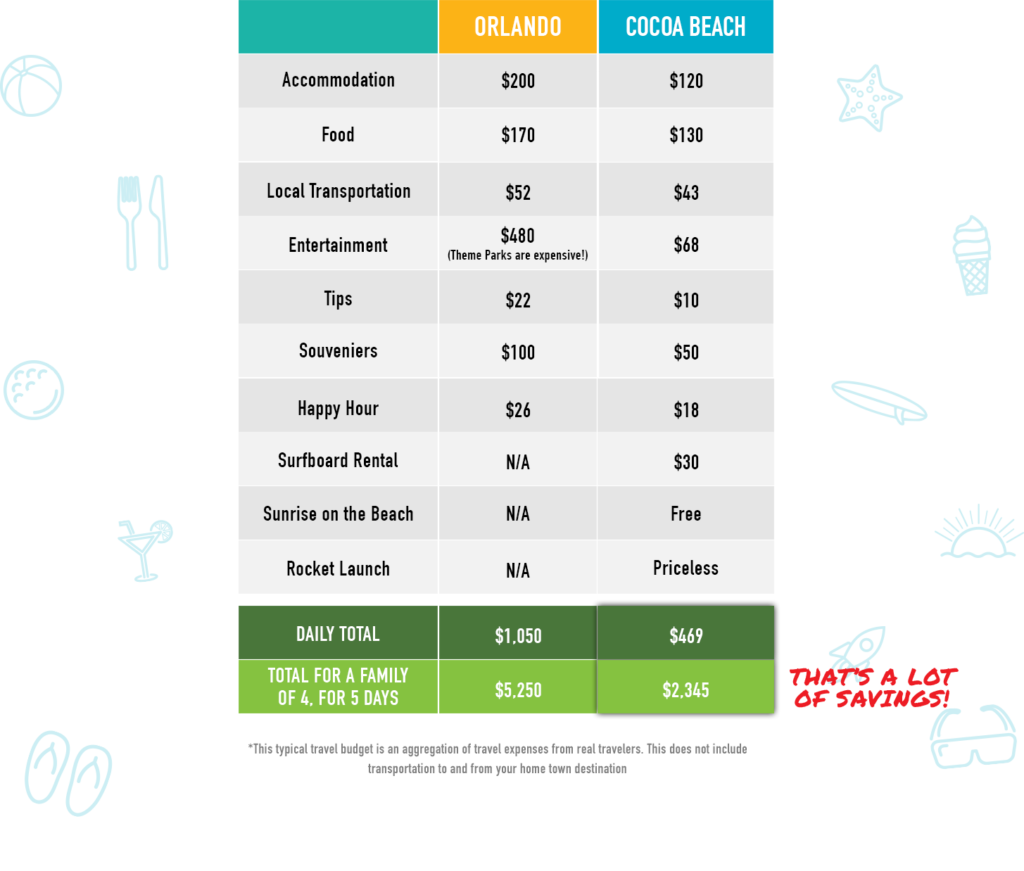 ORLANDO COCOA BEACH
Accommodation $200 $120
Food $170 $130
Local Transportation $52 $43
Entertainment $480 $68
(Theme Parks are expensive!)
Tips $22 $10
Souveniers $100 $50
Happy Hour $26 $18
Surfboard Rental N/A $30
Sunrise on the Beach N/A Free
Rocket Launch N/A Priceless
DAILY TOTAL $1,050 $469
TOTAL FOR A FAMILY
OF 4, FOR 5 DAYS $5,250 $2,345
THAT'S A LOT
OF SAVINGS!
*This typical travel budget is an aggregation of travel expenses from real travelers. This does not include
transportation to and from your home town destination